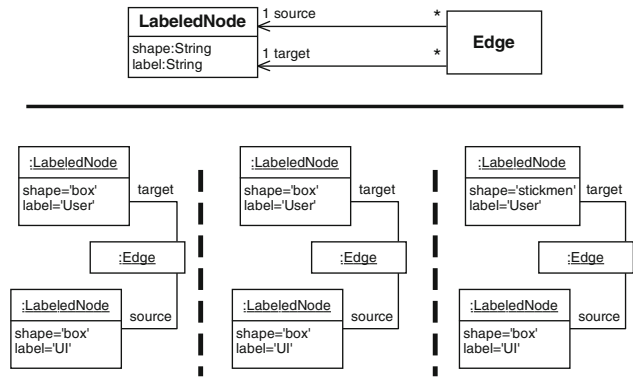 LabeledNode
shape:String
label:String
1 source
*
1 target
*
Edge
:LabeledNode
shape='box'
label='User'
target
:Edge
:LabeledNode
shape='box'
label='UI'
source
:LabeledNode
shape='box'
label='User'
target
:Edge
:LabeledNode
shape='box'
label='UI'
source
:LabeledNode
shape='stickmen'
label='User'
target
:Edge
:LabeledNode
shape='box'
label='UI'
source